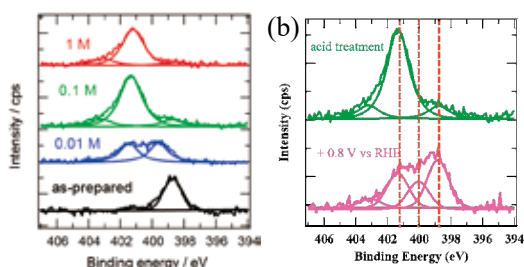 1 M
0.1 M
0.01 M
as-prepared
Intensity / cps
406 404 402 400 398 396 394
Binding energy / eV
(b)
acid treatment
+ 0.8 V vs RHE
Intensity (cps)
406 404 402 400 398 396 394
Binding Energy (eV)